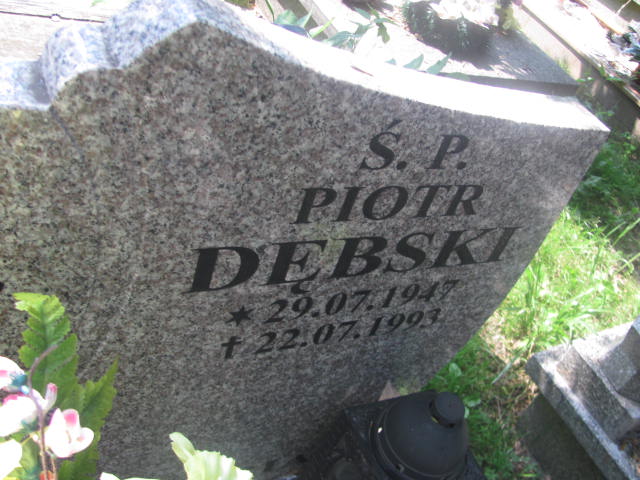 Ś. P.
PIOTR
DĘBSKI
* 29.07.1947
† 22.07.1993